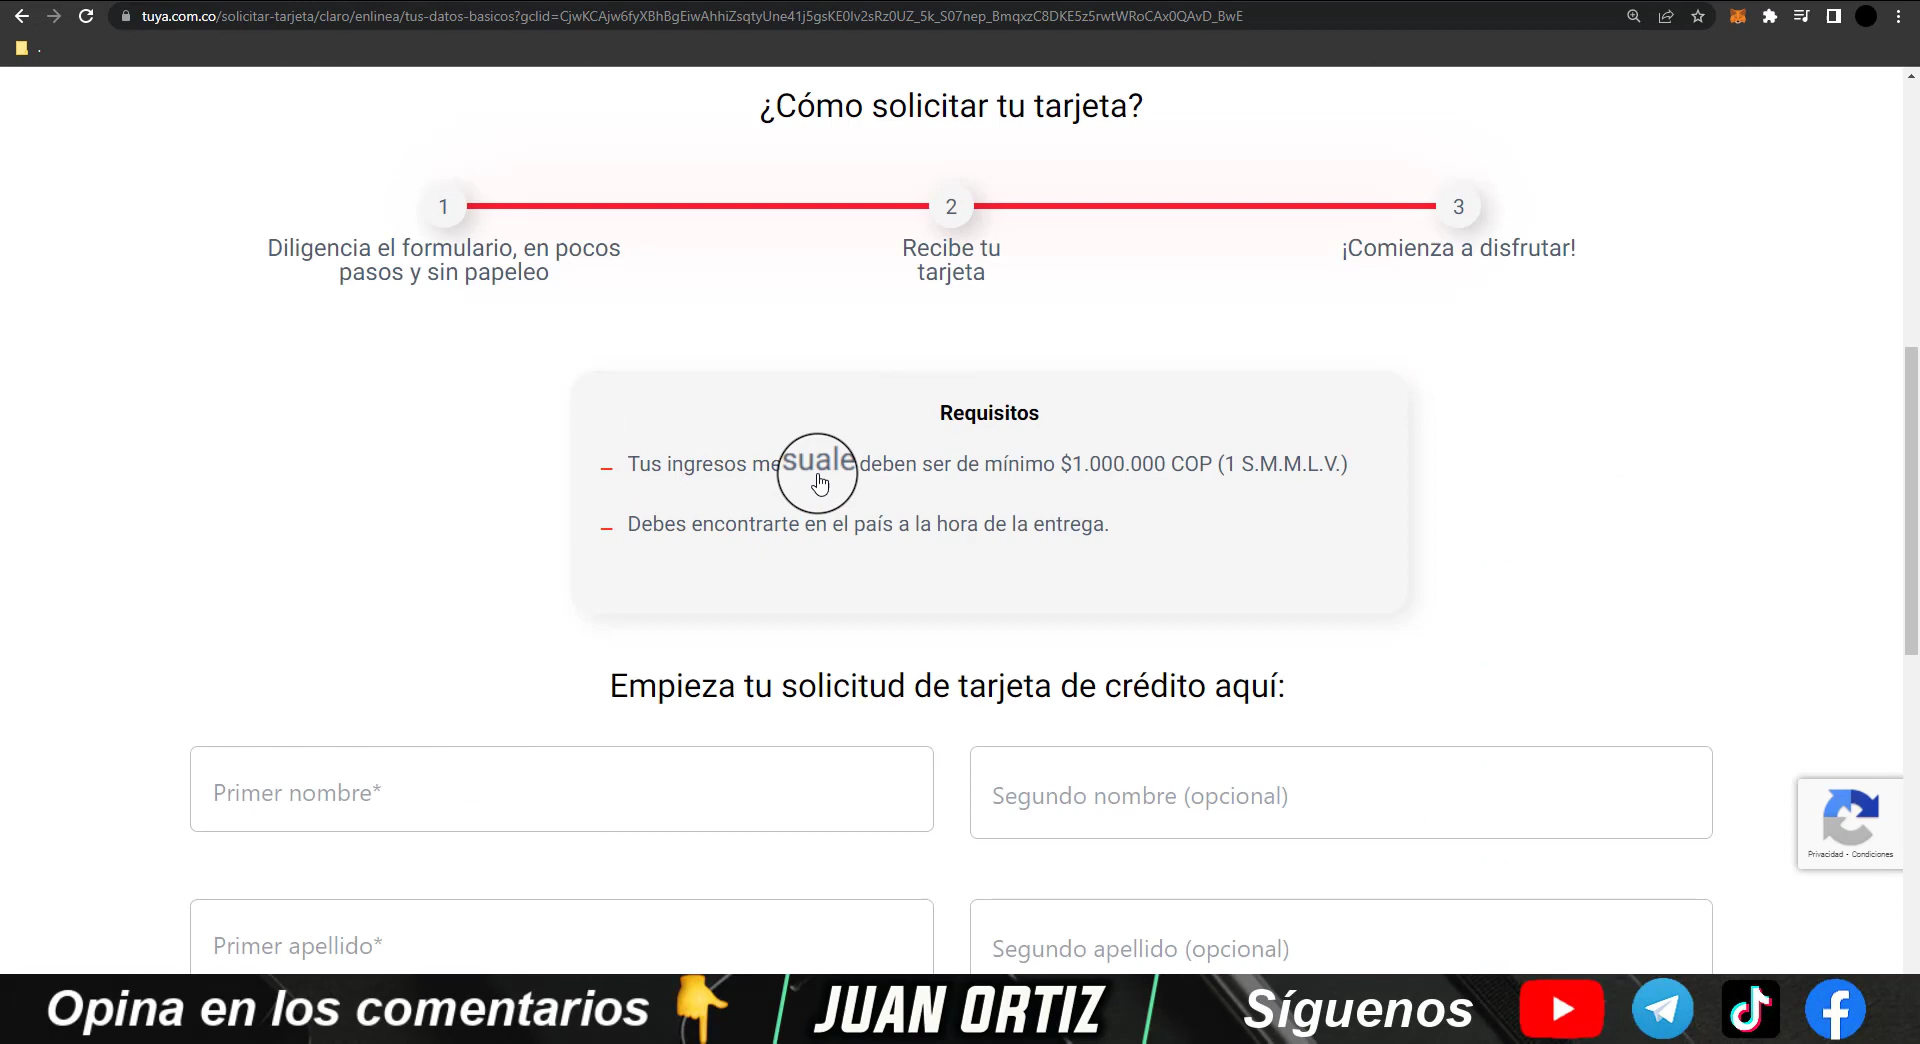 tuya.com.co/solicitar-tarjeta/claro/enlinea/tus-datos-basicos?gclid=CjwKCAjw6fyXBhBgEiwAhhiZsqtyUne41j5gsKE0lv2sRz0UZ_5k_S07nep_BmqxzC8DKE5z5rwtWRoCAx0QAvD_BwE
.
¿Cómo solicitar tu tarjeta?
1
2
3
Diligencia el formulario, en pocos
pasos y sin papeleo
Recibe tu
tarjeta
¡Comienza a disfrutar!
Requisitos
Tus ingresos mesuale deben ser de mínimo $1.000.000 COP (1 S.M.M.L.V.)
Debes encontrarte en el país a la hora de la entrega.
Empieza tu solicitud de tarjeta de crédito aquí:
Primer nombre*
Segundo nombre (opcional)
Privacidad - Condiciones
Primer apellido*
Segundo apellido (opcional)
Opina en los comentarios
JUAN ORTIZ
Síguenos